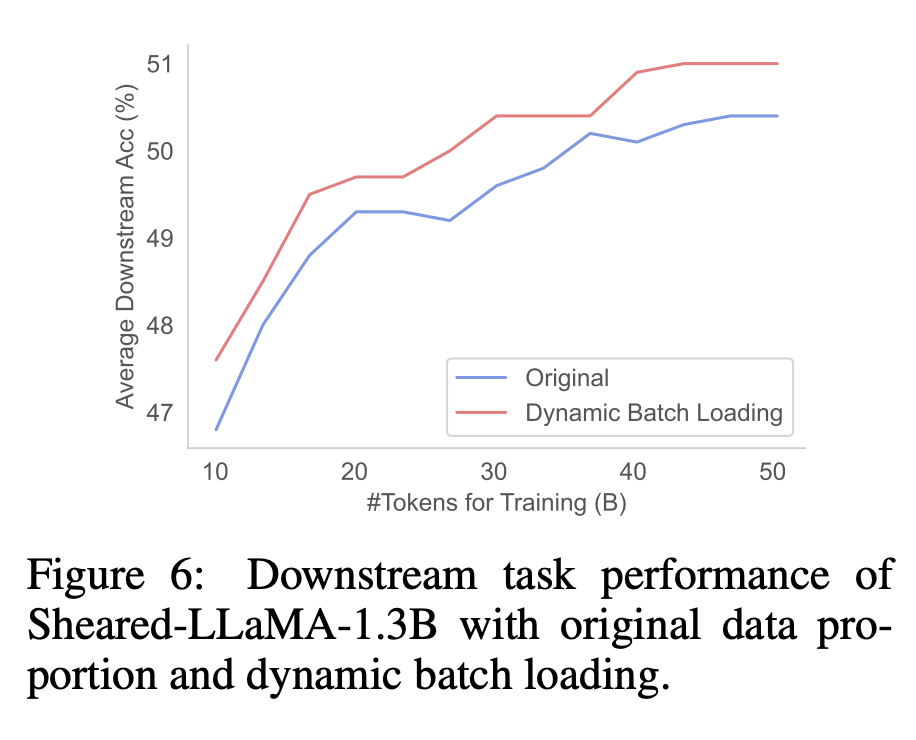 51
50
49
48
47
Average Downstream Acc (%)
Original
Dynamic Batch Loading
10 20 30 40 50
#Tokens for Training (B)
Figure 6: Downstream task performance of
Sheared-LLaMA-1.3B with original data pro-
portion and dynamic batch loading.